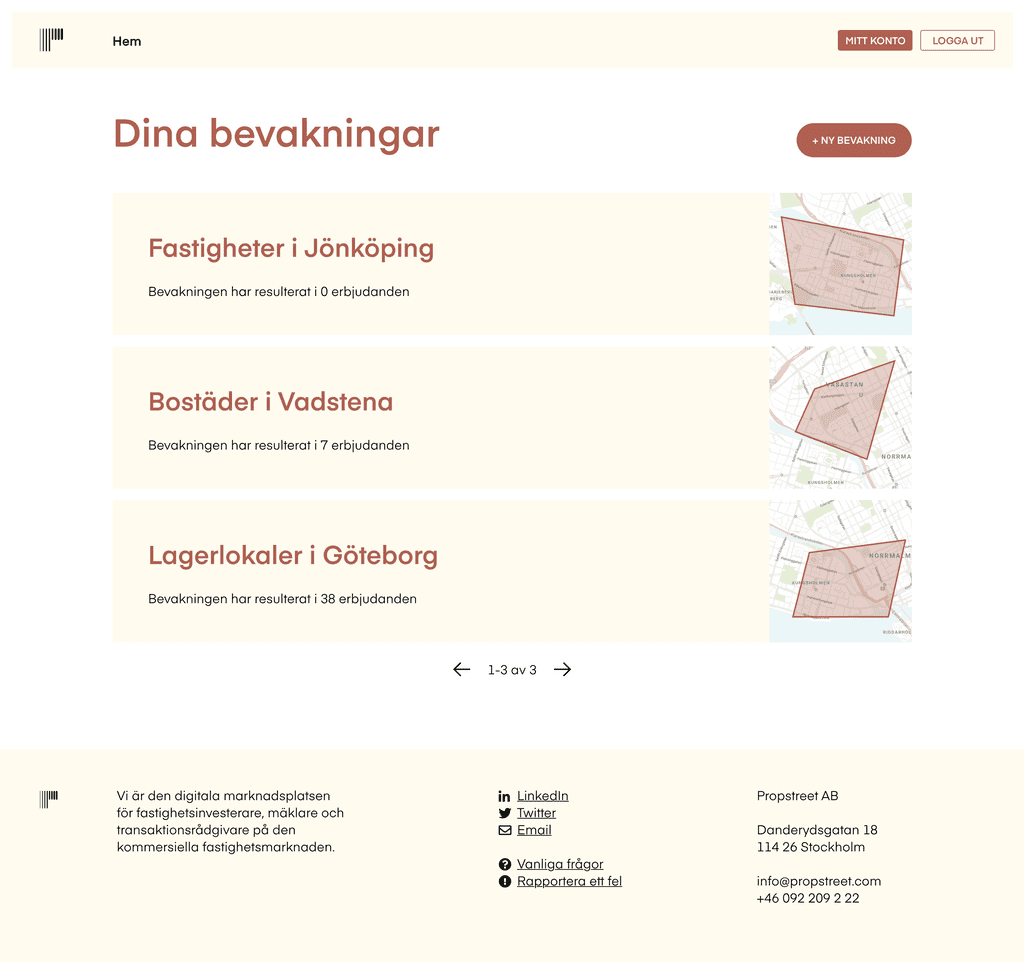 Hem
MITT KONTO
LOGGA UT
Dina bevakningar
+ NY BEVAKNING
Fastigheter i Jönköping
Bevakningen har resulterat i 0 erbjudanden
KUNGSHOLMEN
Bostäder i Vadstena
Bevakningen har resulterat i 7 erbjudanden
VASASTAN
NORRMA
KUNGSHOLMEN
Lagerlokaler i Göteborg
Bevakningen har resulterat i 38 erbjudanden
NORRMALM
KUNGSHOLMEN
1-3 av 3
Vi är den digitala marknadsplatsen
för fastighetsinvesterare, mäklare och
transaktionsrådgivare på den
kommersiella fastighetsmarknaden.
LinkedIn
Twitter
Email
Vanliga frågor
Rapportera ett fel
Propstreet AB
Danderydsgatan 18
114 26 Stockholm
info@propstreet.com
+46 092 209 2 22